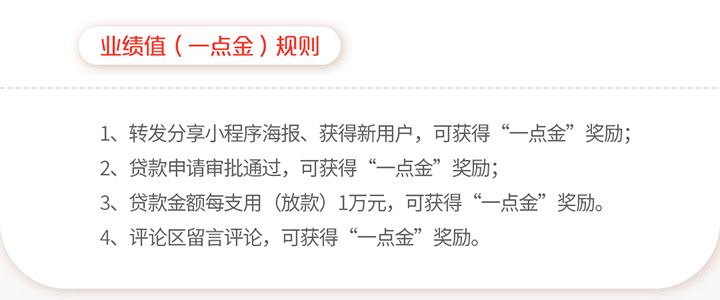 业绩值（一点金）规则
1、转发分享小程序海报、获得新用户，可获得“一点金”奖励；
2、贷款申请审批通过，可获得“一点金”奖励；
3、贷款金额每支用（放款）1万元，可获得“一点金”奖励。
4、评论区留言评论，可获得“一点金”奖励。